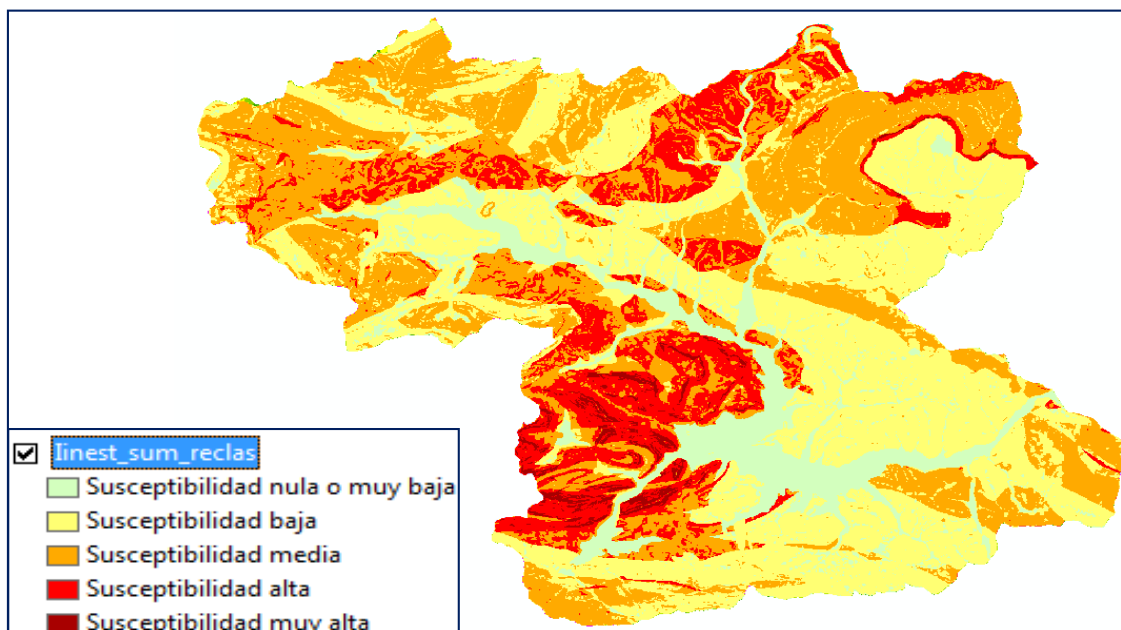 Iinest_sum_reclas
Susceptibilidad nula o muy baja
Susceptibilidad baja
Susceptibilidad media
Susceptibilidad alta
Susceptibilidad muy alta